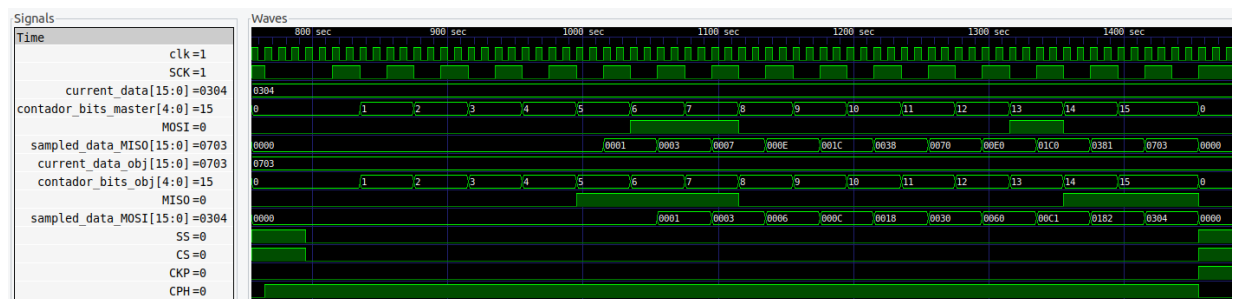 Signals
Waves
Time
800 sec 900 sec 1000 sec 1100 sec 1200 sec 1300 sec 1400 sec
clk =1
SCK =1
current_data[15:0] =0304
0304
contador_bits_master[4:0] =15
0 1 2 3 4 5 6 7 8 9 10 11 12 13 14 15 0
MOSI =0
sampled_data_MISO[15:0] =0703
0000 0001 0003 0007 000E 001C 0038 0070 00E0 01C0 0381 0703 0000
current_data_obj[15:0] =0703
0703
contador_bits_obj[4:0] =15
0 1 2 3 4 5 6 7 8 9 10 11 12 13 14 15 0
MISO =0
sampled_data_MOSI[15:0] =0304
0000 0001 0003 0006 000C 0018 0030 0060 00C1 0182 0304 0000
SS =0
CS =0
CKP =0
CPH =0